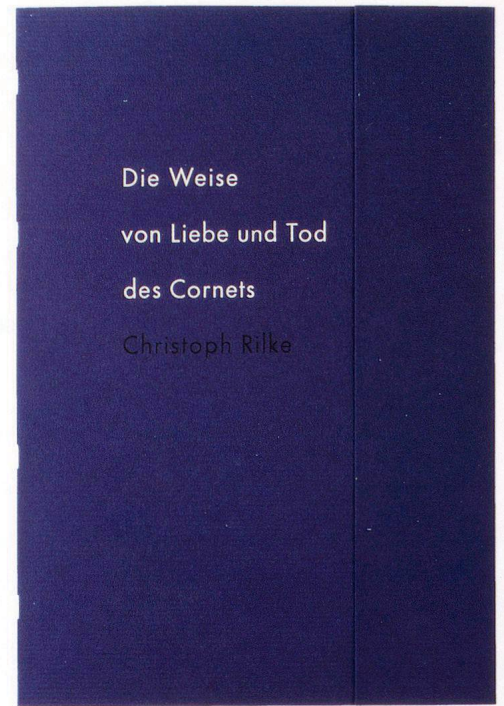 Die Weise
von Liebe und Tod
des Cornets
Christoph Rilke